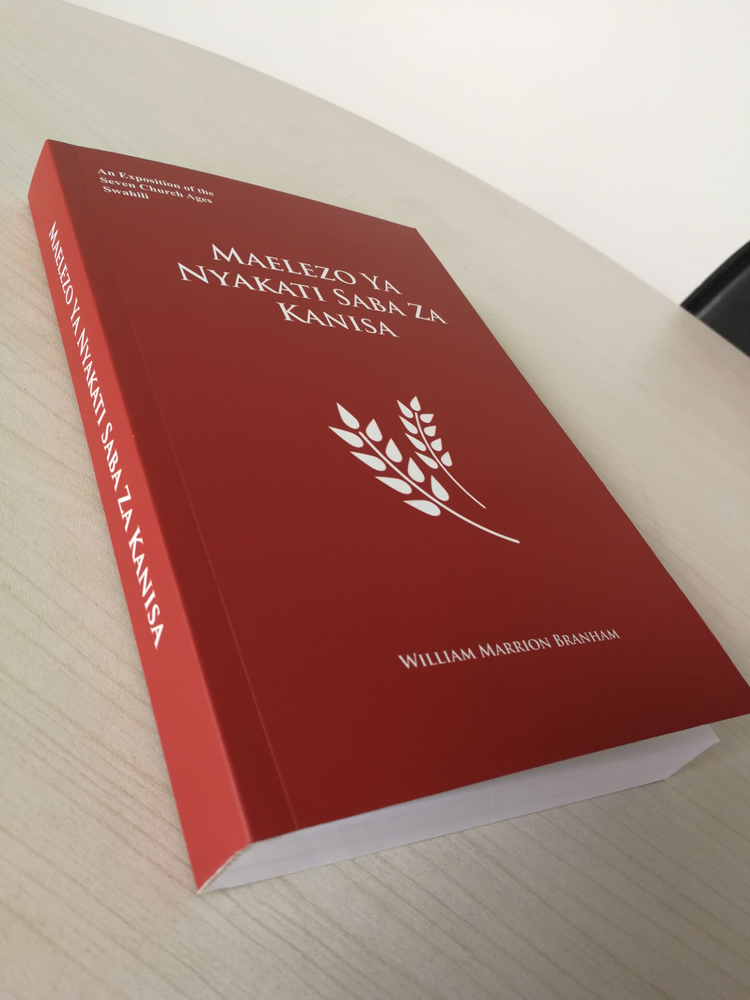 An Exposition of the
Seven Church Ages
Swahili
MAELEZO YA
NYAKATI SABA ZA
KANISA
WILLIAM MARRION BRANHAM
MAELEZO YA NYAKATI SABA ZA KANISA